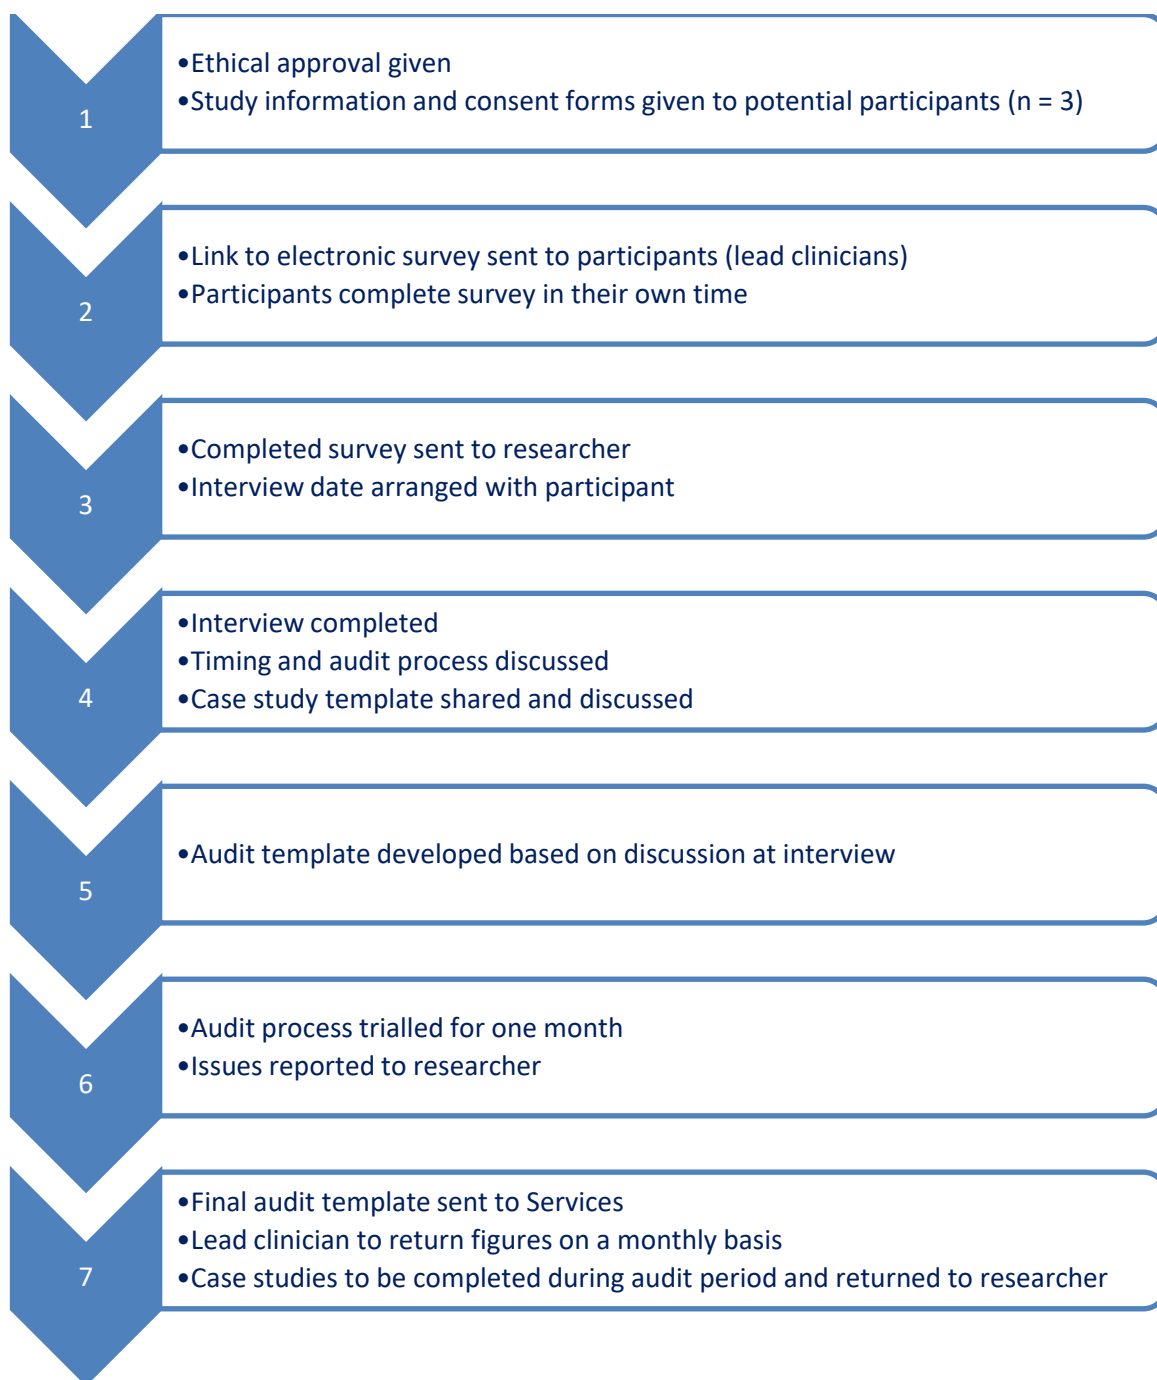 1
•Ethical approval given
•Study information and consent forms given to potential participants (n = 3)
2
•Link to electronic survey sent to participants (lead clinicians)
•Participants complete survey in their own time
3
•Completed survey sent to researcher
•Interview date arranged with participant
4
•Interview completed
•Timing and audit process discussed
•Case study template shared and discussed
5
•Audit template developed based on discussion at interview
6
•Audit process trialled for one month
•Issues reported to researcher
7
•Final audit template sent to Services
•Lead clinician to return figures on a monthly basis
•Case studies to be completed during audit period and returned to researcher